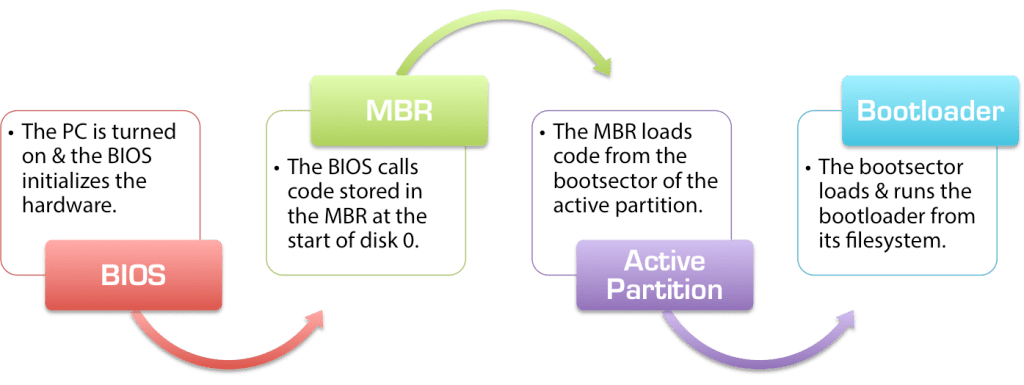 • The PC is turned
on & the BIOS
initializes the
hardware.
BIOS
MBR
• The BIOS calls
code stored in
the MBR at the
start of disk 0.
• The MBR loads
code from the
bootsector of the
active partition.
Active
Partition
Bootloader
• The bootsector
loads & runs the
bootloader from
its filesystem.